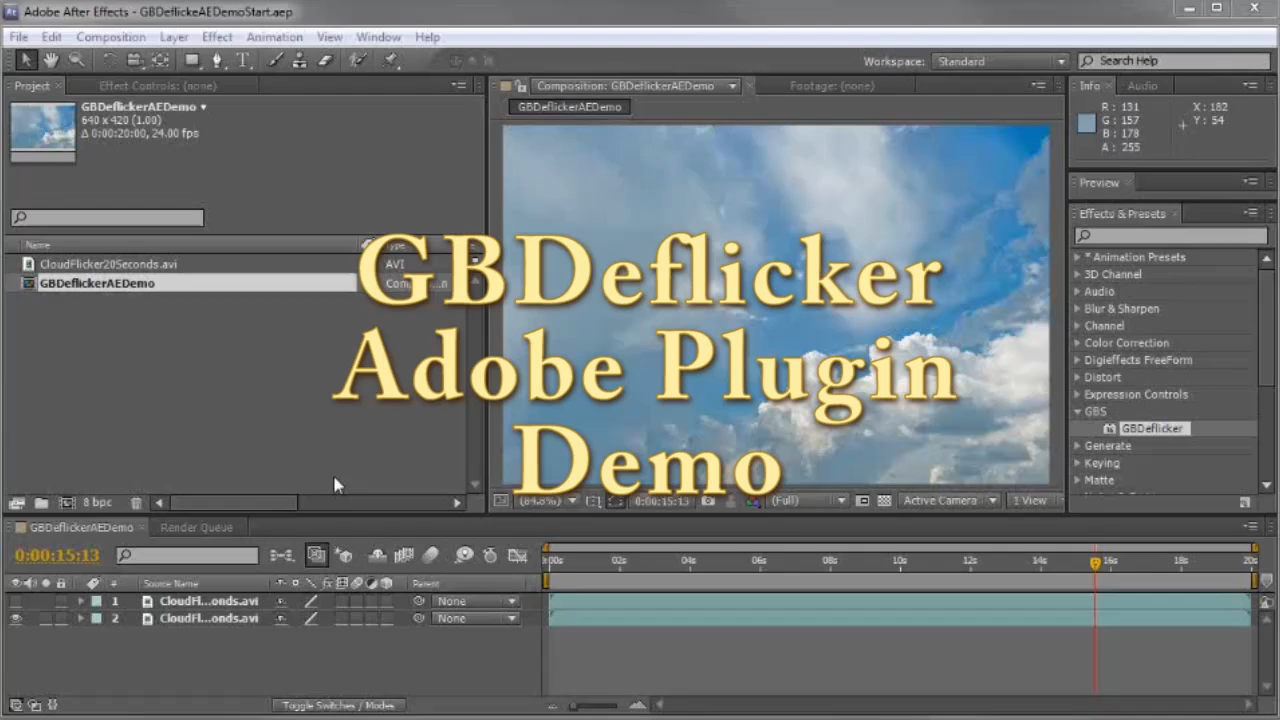 Adobe After Effects - GBDeflickeAEDemoStart.aep
File Edit Composition Layer Effect Animation View Window Help
Workspace: Standard
Search Help
Project
Effect Controls: (none)
GBDeflickerAEDemo
640 x 420 (1.00)
Δ 0:00:20:00, 24.00 fps
Name Type
CloudFlicker20Seconds.avi AVI
GBDeflickerAEDemo
8 bpc
Composition: GBDeflickerAEDemo
Footage: (none)
GBDeflickerAEDemo
GBDeflicker
Adobe Plugin
Demo
(84.8%) 0:00:15:13 (Full) Active Camera 1 View
Info Audio
R : 131 X : 182
G : 157 Y : 54
B : 178
A : 255
Preview
Effects & Presets
* Animation Presets
3D Channel
Audio
Blur & Sharpen
Channel
Color Correction
Digieffects FreeForm
Distort
Expression Controls
GBS
GBDeflicker
Generate
Keying
Matte
GBDeflickerAEDemo Render Queue
0:00:15:13
02s 04s 06s 08s 10s 12s 14s 16s 18s 20s
# Source Name Parent
1 CloudFl...onds.avi None
2 CloudFl...onds.avi None
Toggle Switches / Modes